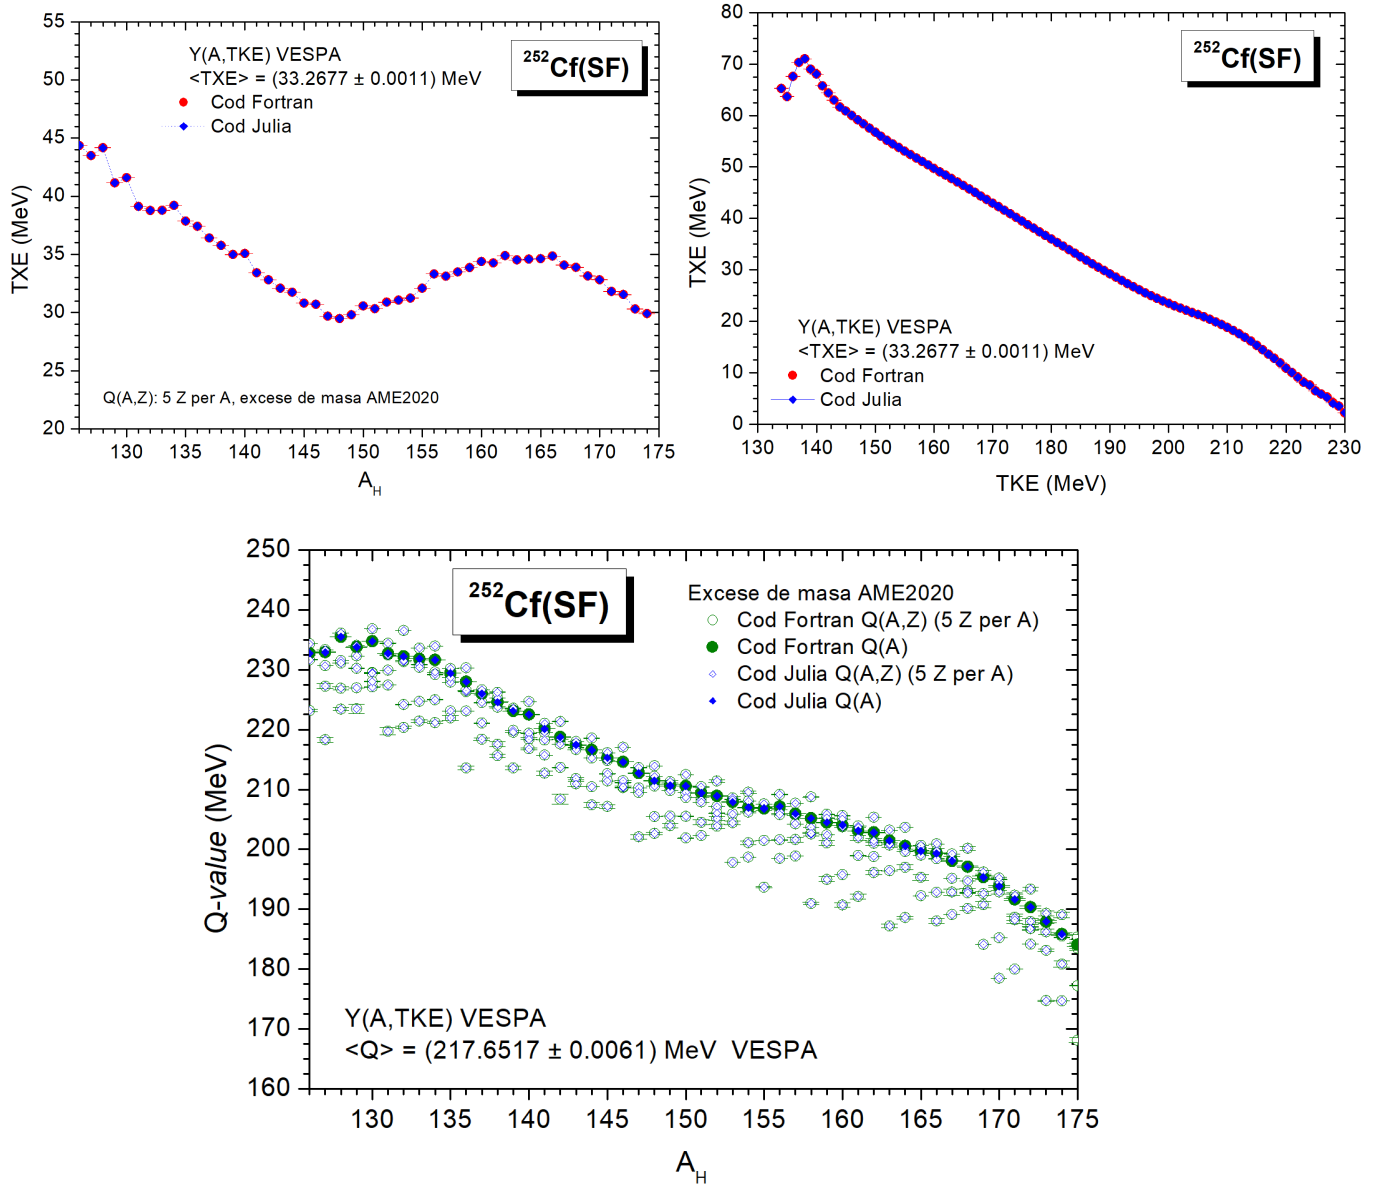 55
50
45
40
35
30
25
20
TXE (MeV)
Y(A,TKE) VESPA
<TXE> = (33.2677 ± 0.0011) MeV
Cod Fortran
Cod Julia
252Cf(SF)
Q(A,Z): 5 Z per A, excese de masa AME2020
130 135 140 145 150 155 160 165 170 175
AH
80
70
60
50
40
30
20
10
0
TXE (MeV)
252Cf(SF)
Y(A,TKE) VESPA
<TXE> = (33.2677 ± 0.0011) MeV
Cod Fortran
Cod Julia
130 140 150 160 170 180 190 200 210 220 230
TKE (MeV)
250
240
230
220
210
200
190
180
170
160
Q-value (MeV)
252Cf(SF)
Excese de masa AME2020
Cod Fortran Q(A,Z) (5 Z per A)
Cod Fortran Q(A)
Cod Julia Q(A,Z) (5 Z per A)
Cod Julia Q(A)
Y(A,TKE) VESPA
<Q> = (217.6517 ± 0.0061) MeV VESPA
130 135 140 145 150 155 160 165 170 175
AH